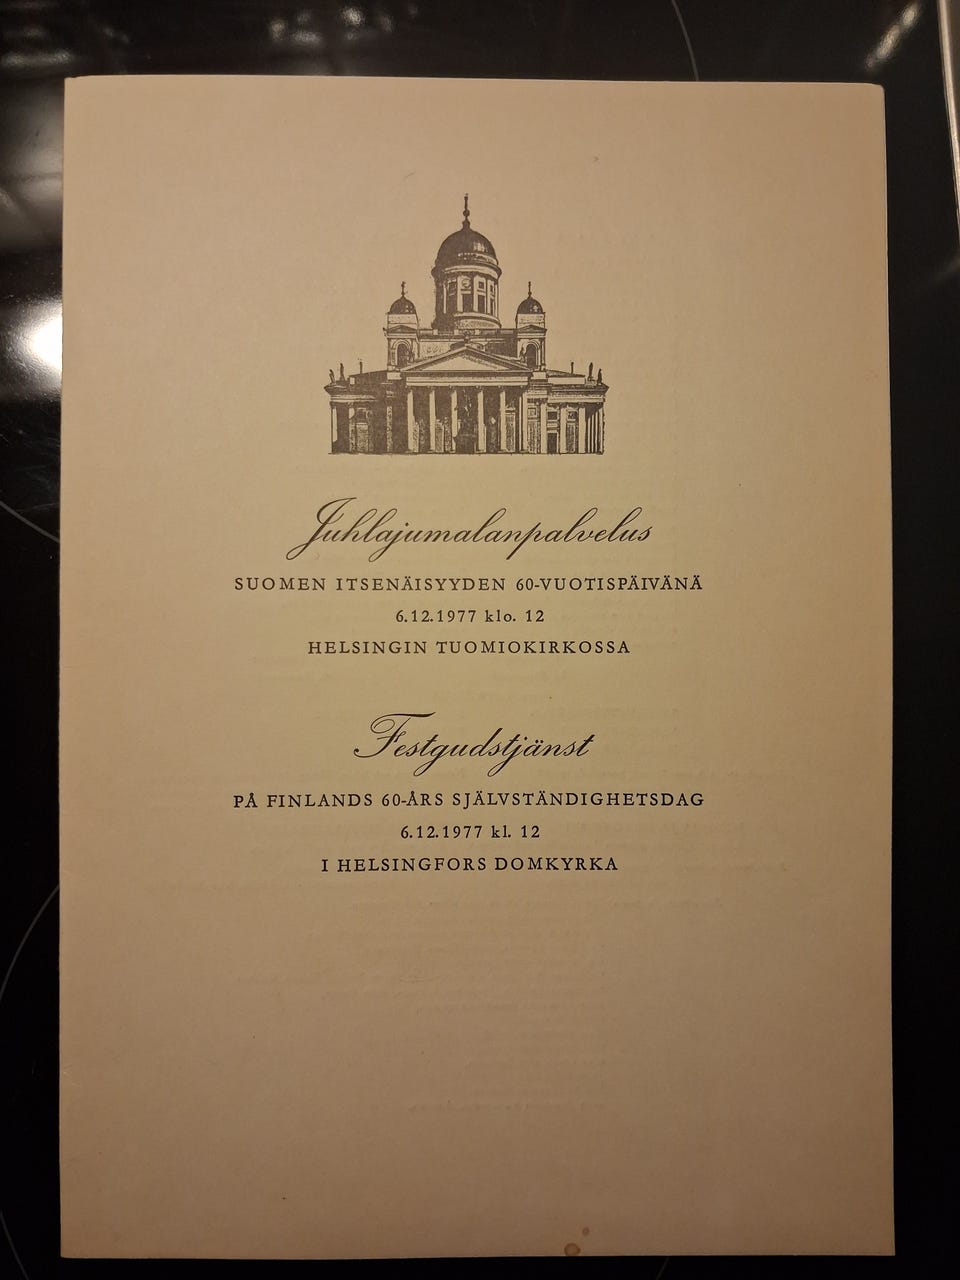 Juhlajumalanpalvelus
SUOMEN ITSENÄISYYDEN 60-VUOTISPÄIVÄNÄ
6.12.1977 klo. 12
HELSINGIN TUOMIOKIRKOSSA
Festgudstjänst
PÅ FINLANDS 60-ÅRS SJÄLVSTÄNDIGHETSDAG
6.12.1977 kl. 12
I HELSINGFORS DOMKYRKA